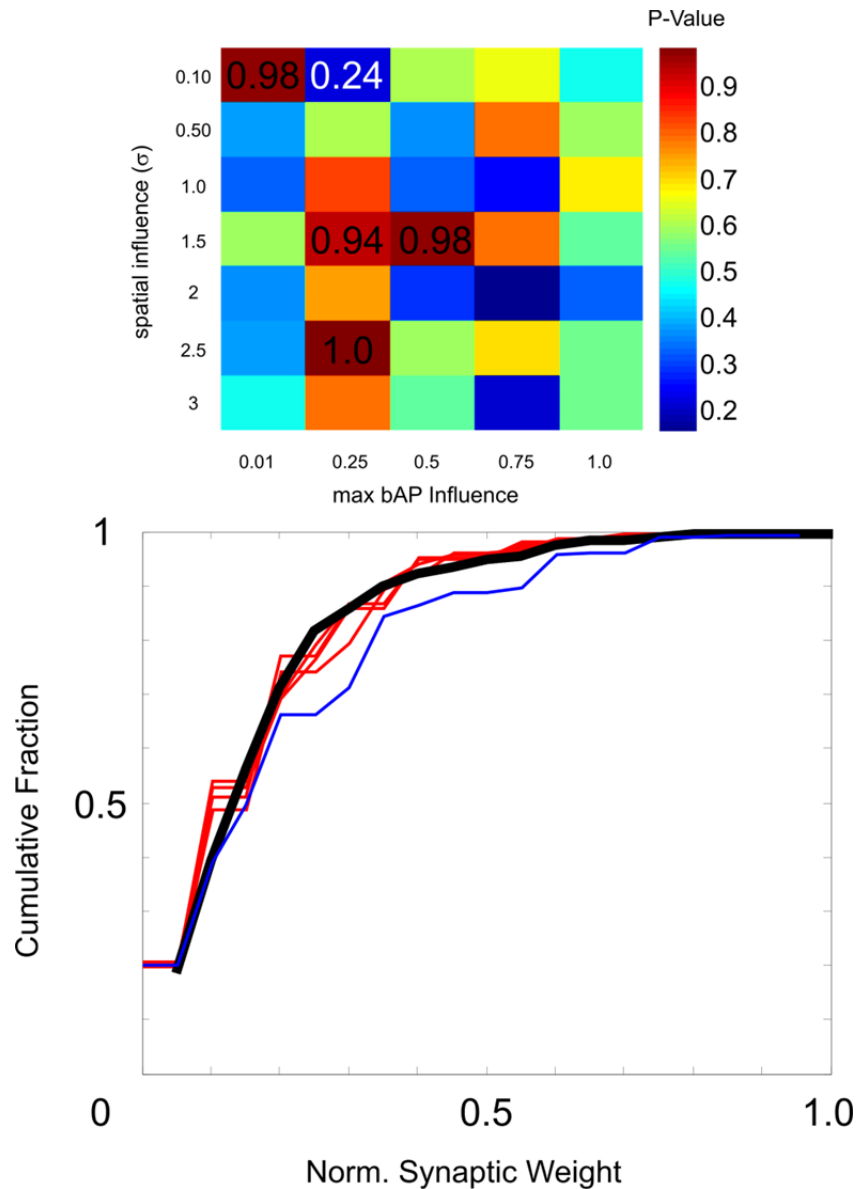 P-Value
0.10 0.98 0.24 0.9
0.50 0.8
1.0 0.7
1.5 0.94 0.98 0.6
spatial influence (σ)
0.5
2 0.4
2.5 1.0 0.3
3 0.2
0.01 0.25 0.5 0.75 1.0
max bAP Influence
1
Cumulative Fraction
0.5
0 0.5 1.0
Norm. Synaptic Weight